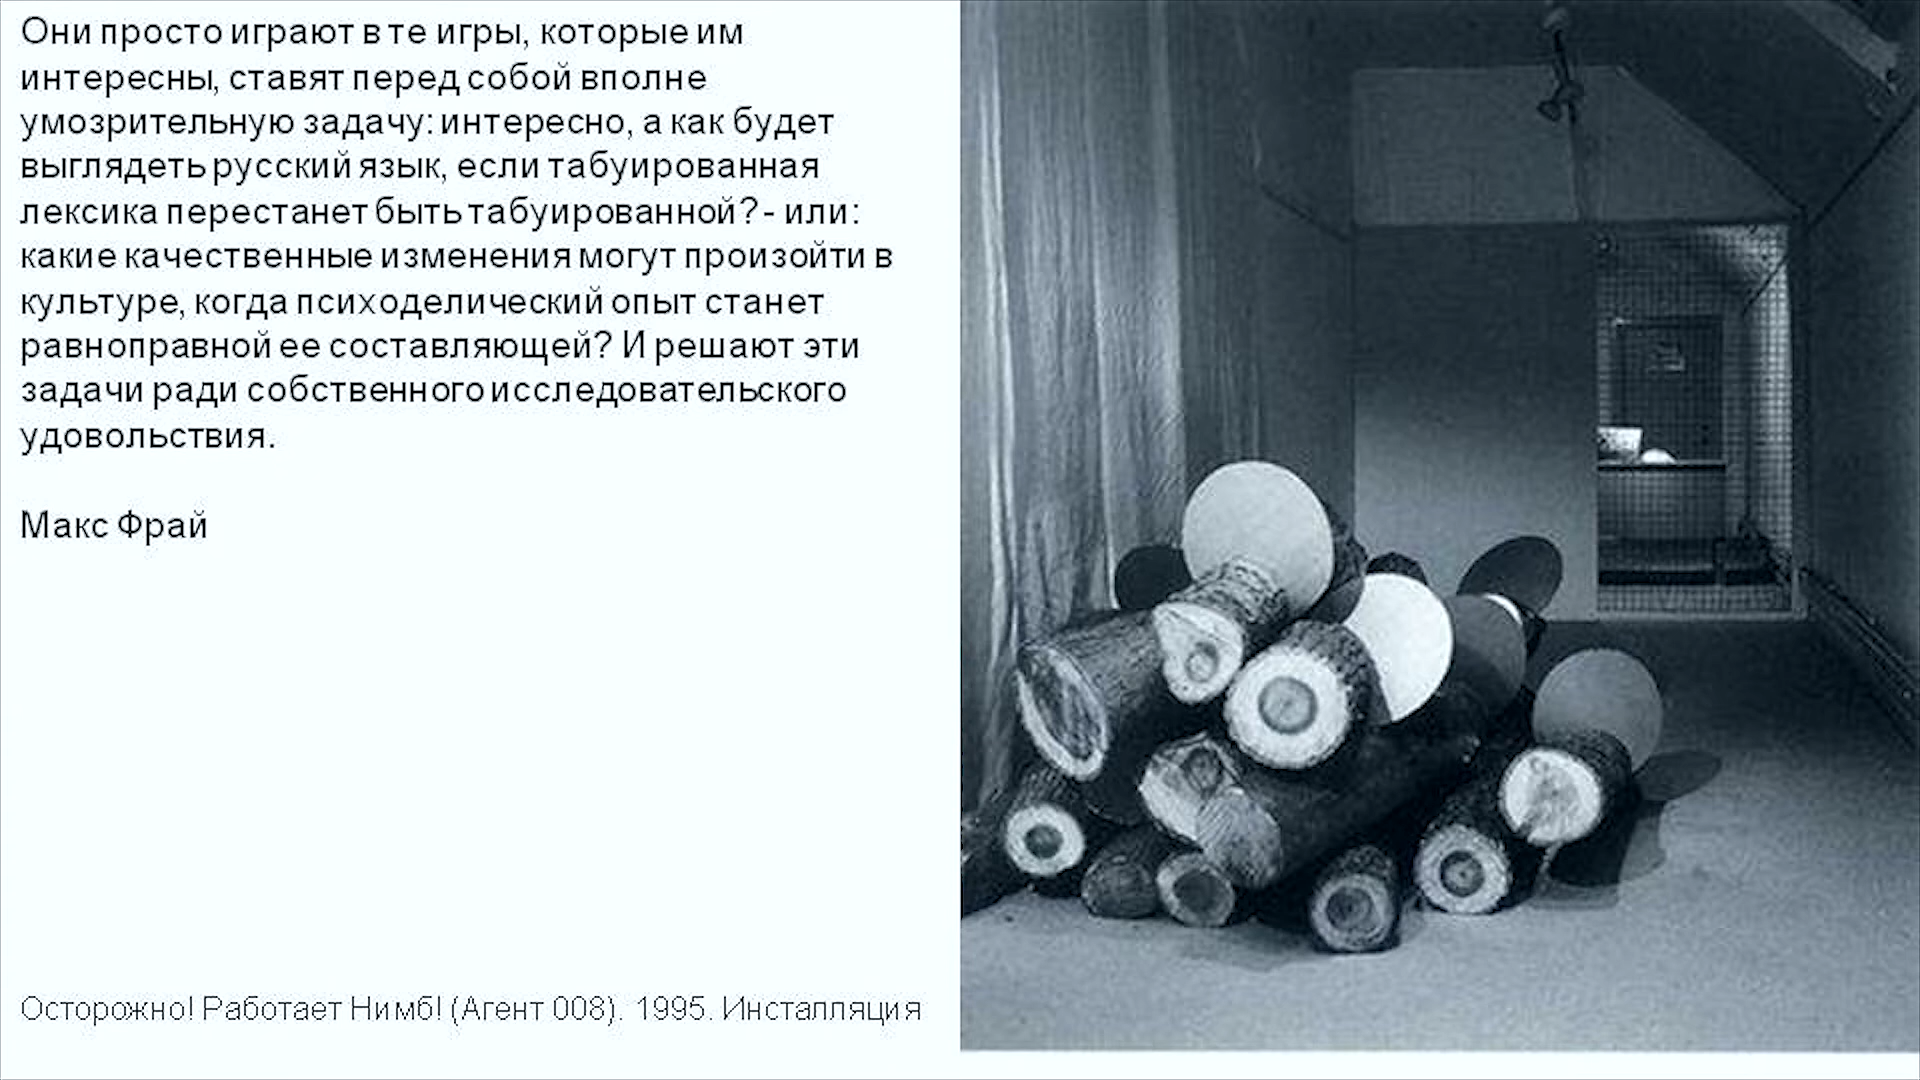 Они просто играют в те игры, которые им
интересны, ставят перед собой вполне
умозрительную задачу: интересно, а как будет
выглядеть русский язык, если табуированная
лексика перестанет быть табуированной? - или:
какие качественные изменения могут произойти в
культуре, когда психоделический опыт станет
равноправной ее составляющей? И решают эти
задачи ради собственного исследовательского
удовольствия.
Макс Фрай
Осторожно! Работает Нимб! (Агент 008). 1995. Инсталляция